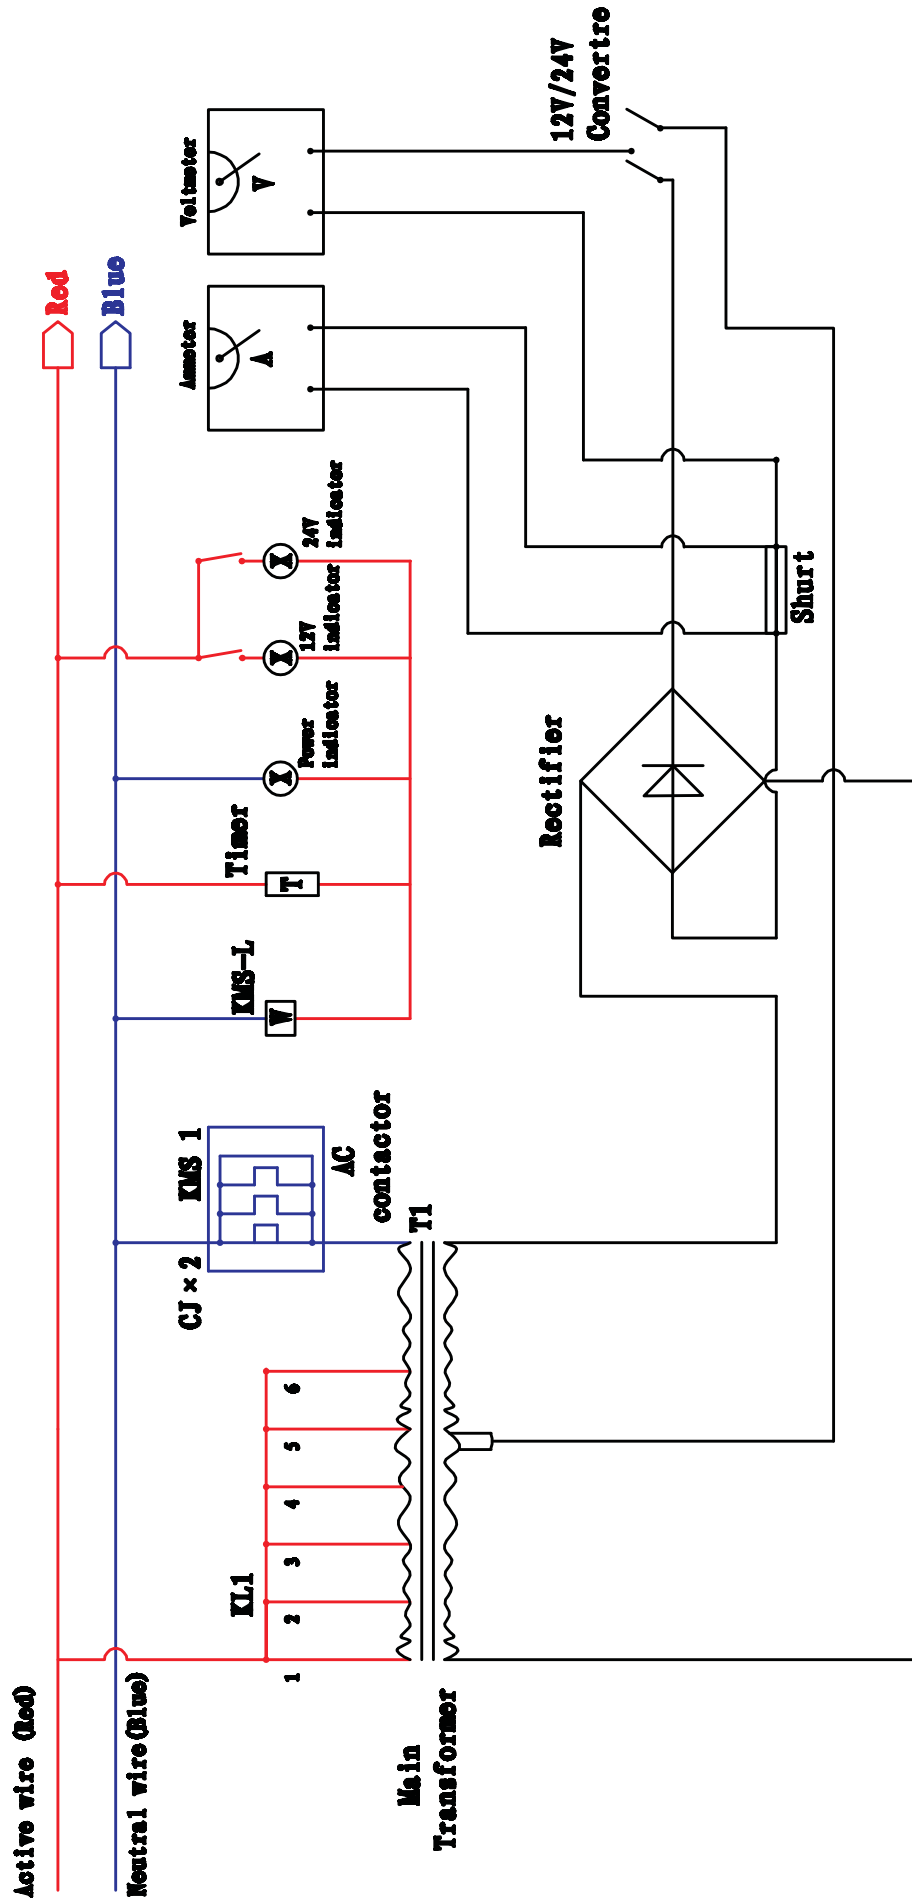 Active wire (Red)
Neutral wire(Blue)
Red
Blue
Voltmeter
V
Ammeter
A
12V/24V
Convertre
24V
indicator
X
12V
indicator
X
Power
indicator
X
Timer
T
KMS-L
W
Shurt
Rectifier
KMS 1
CJ×2
AC
contactor
T1
KL1
1
2
3
4
5
6
Main
Transformer